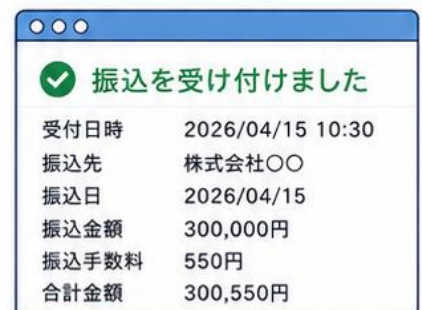 振込を受け付けました
受付日時 2026/04/15 10:30
振込先 株式会社〇〇
振込日 2026/04/15
振込金額 300,000円
振込手数料 550円
合計金額 300,550円